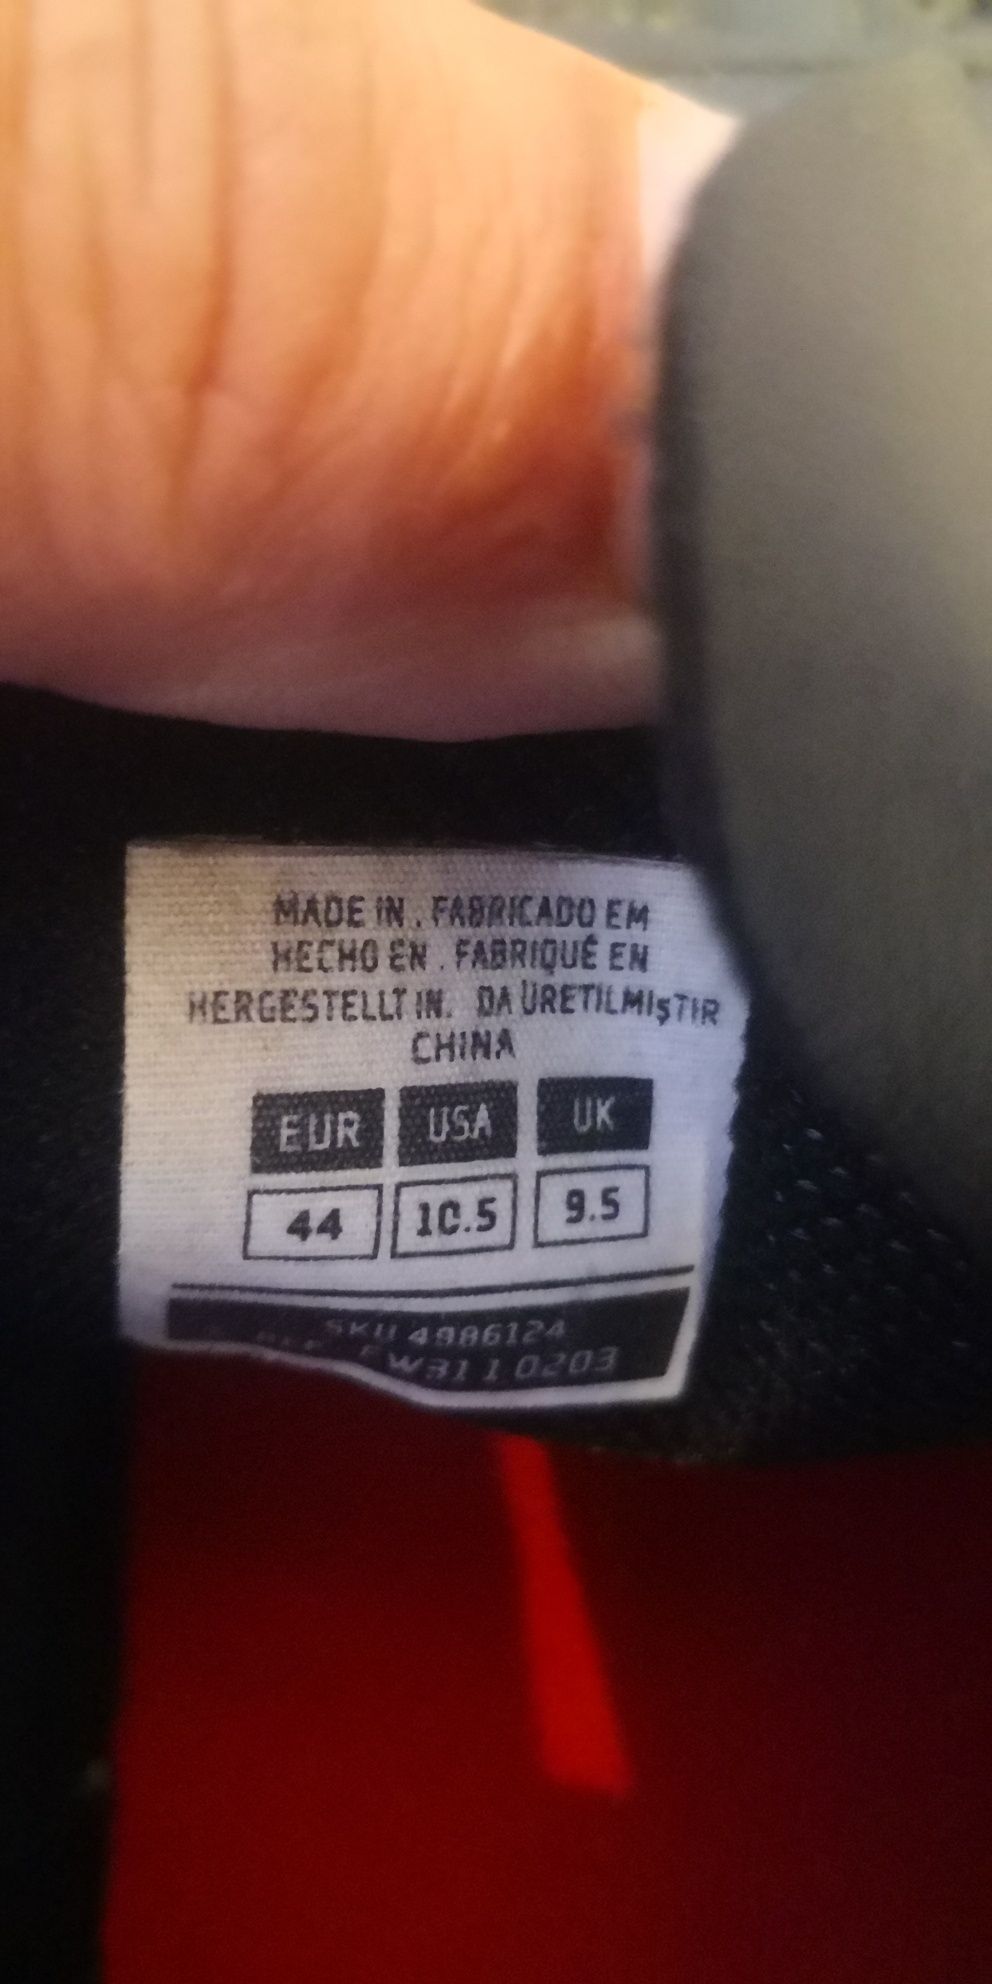 MADE IN . FABRICADO EM
HECHO EN . FABRIQUÉ EN
HERGESTELLT IN. DA ÜRETILMIŞTIR
CHINA
EUR USA UK
44 10.5 9.5
SKU 4986124